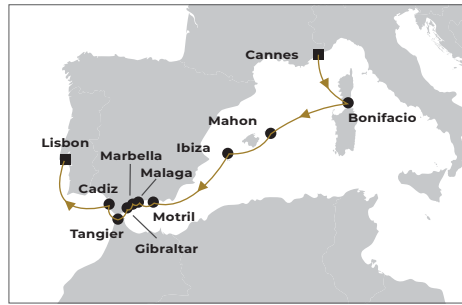 Cannes
Bonifacio
Mahon
Ibiza
Lisbon
Marbella
Malaga
Cadiz
Motril
Tangier
Gibraltar